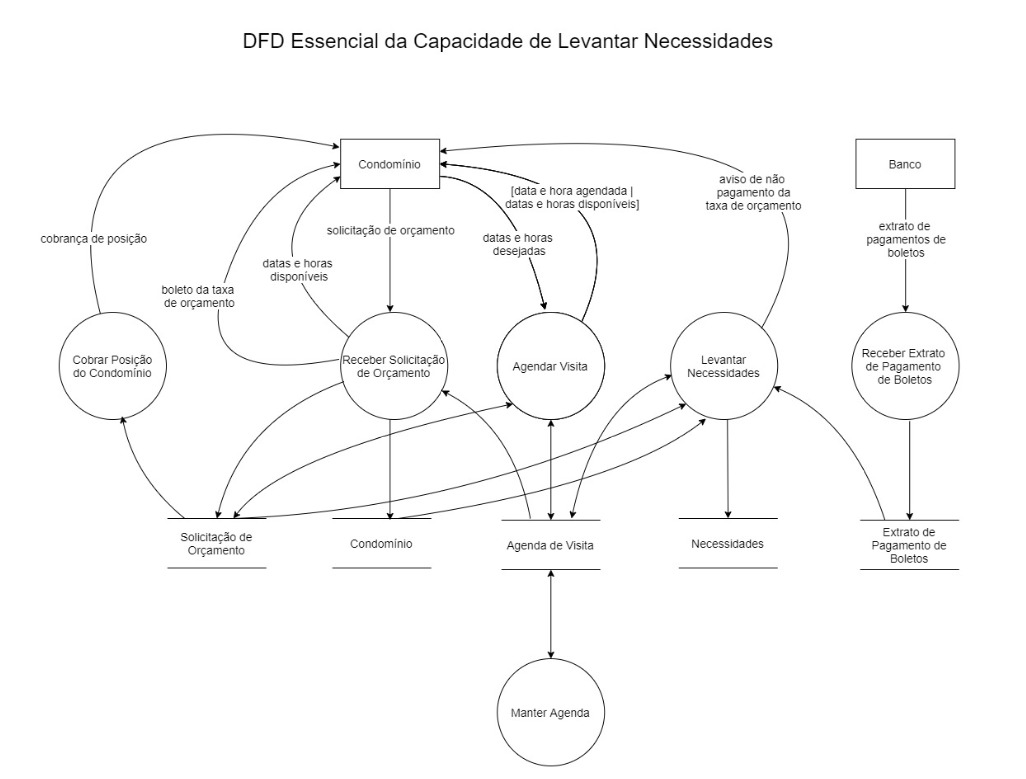 DFD Essencial da Capacidade de Levantar Necessidades
Condomínio
Banco
[data e hora agendada |
datas e horas disponíveis]
aviso de não
pagamento da
taxa de orçamento
cobrança de posição
solicitação de orçamento
datas e horas
desejadas
extrato de
pagamentos de
boletos
datas e horas
disponíveis
boleto da taxa
de orçamento
Cobrar Posição
do Condomínio
Receber Solicitação
de Orçamento
Agendar Visita
Levantar
Necessidades
Receber Extrato
de Pagamento
de Boletos
Solicitação de
Orçamento
Condomínio
Agenda de Visita
Necessidades
Extrato de
Pagamento de
Boletos
Manter Agenda